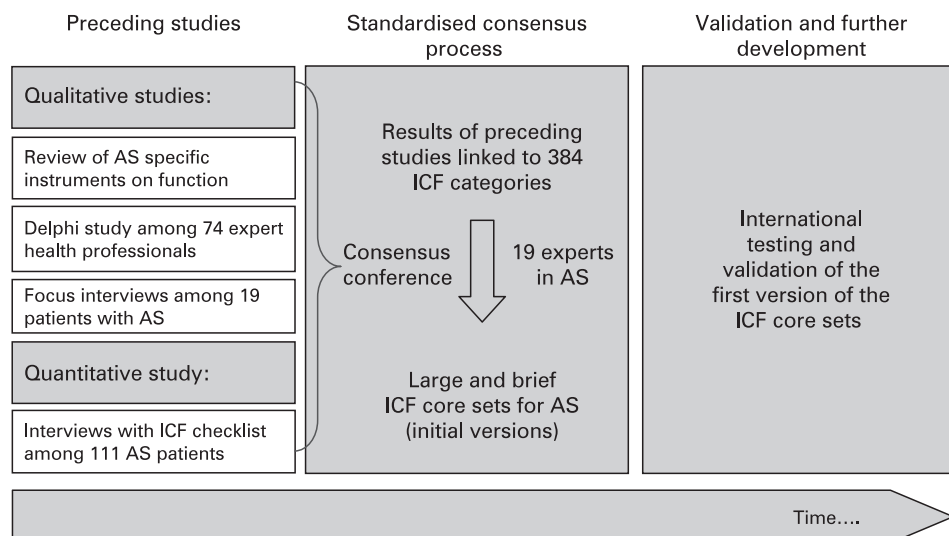 Preceding studies
Qualitative studies:
Review of AS specific
instruments on function
Delphi study among 74 expert
health professionals
Focus interviews among 19
patients with AS
Quantitative study:
Interviews with ICF checklist
among 111 AS patients
Standardised consensus
process
Results of preceding
studies linked to 384
ICF categories
Consensus
conference
19 experts
in AS
Large and brief
ICF core sets for AS
(initial versions)
Validation and further
development
International
testing and
validation of the
first version of the
ICF core sets
Time....